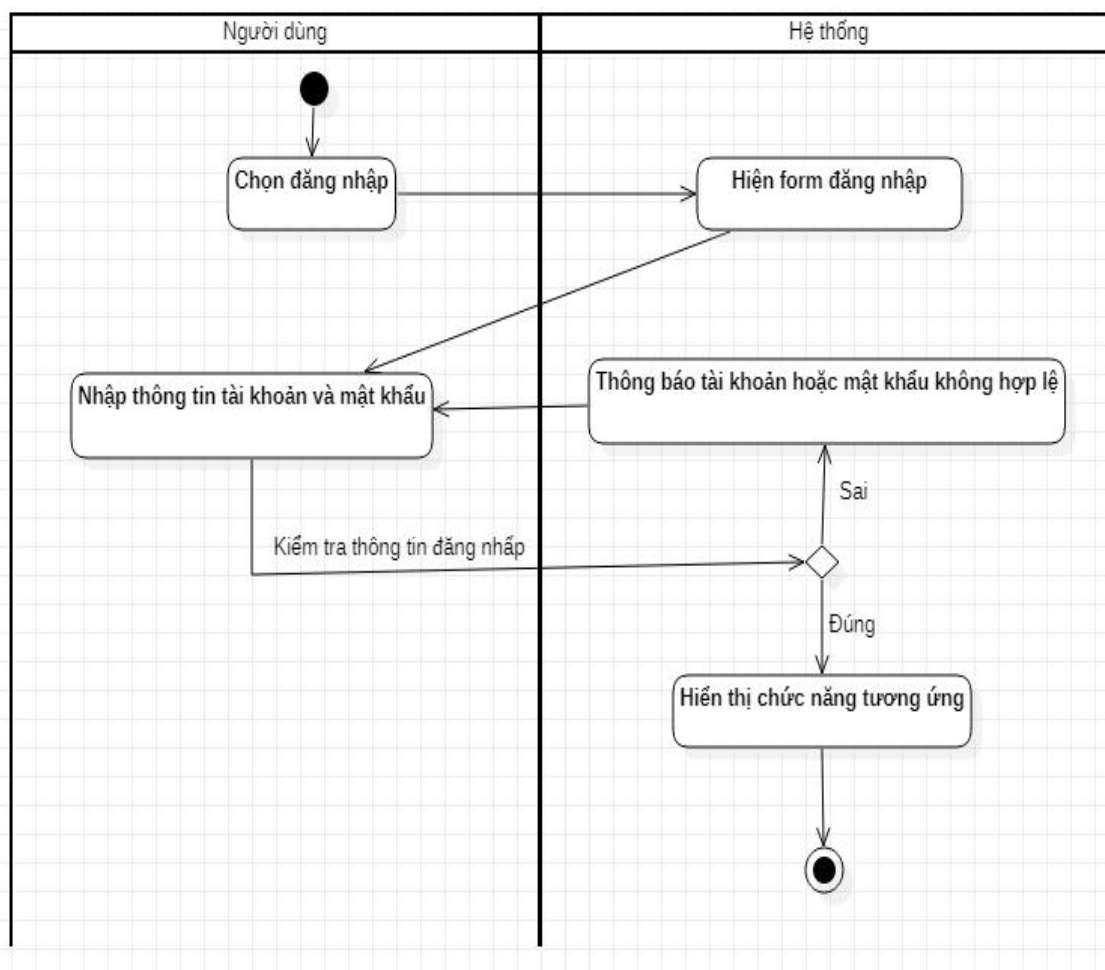 Người dùng
Hệ thống
Chọn đăng nhập
Hiện form đăng nhập
Nhập thông tin tài khoản và mật khẩu
Thông báo tài khoản hoặc mật khẩu không hợp lệ
Sai
Kiểm tra thông tin đăng nhấp
Đúng
Hiển thị chức năng tương ứng